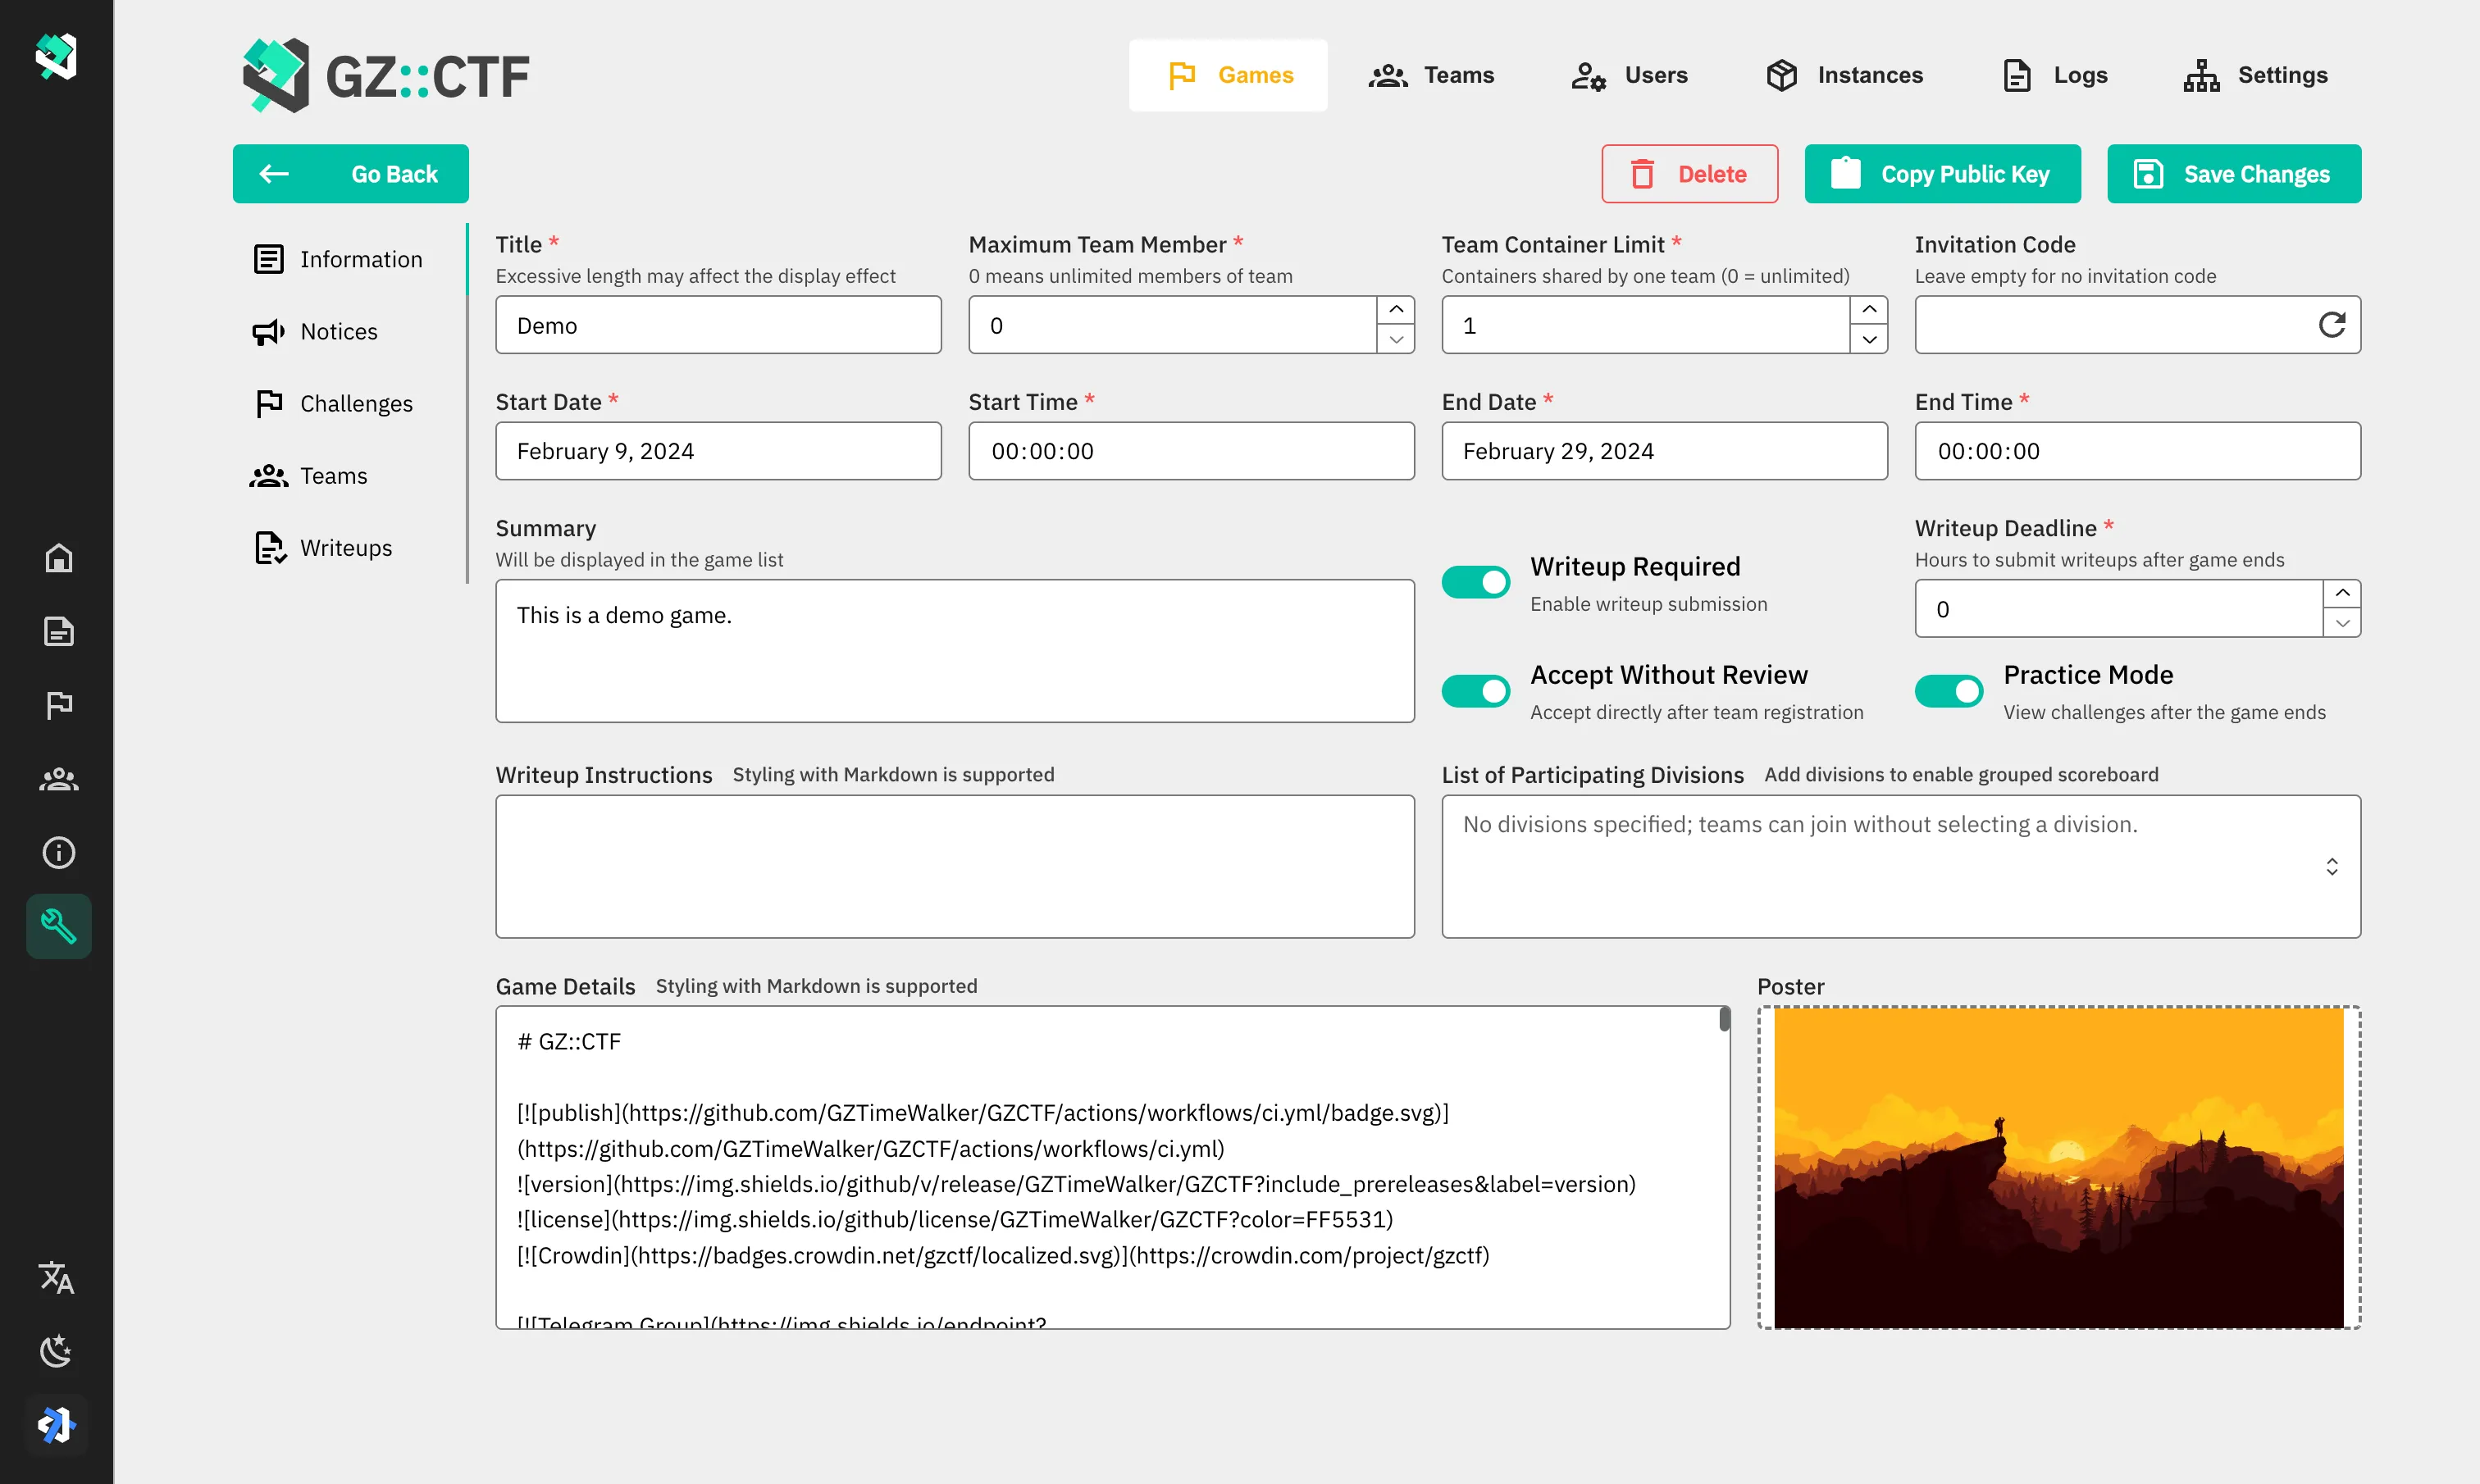 GZ::CTF
Games
Teams
Users
Instances
Logs
Settings
Go Back
Delete
Copy Public Key
Save Changes
Information
Notices
Challenges
Teams
Writeups
Title *
Excessive length may affect the display effect
Demo
Maximum Team Member *
0 means unlimited members of team
0
Team Container Limit *
Containers shared by one team (0 = unlimited)
1
Invitation Code
Leave empty for no invitation code
Start Date *
February 9, 2024
Start Time *
00:00:00
End Date *
February 29, 2024
End Time *
00:00:00
Summary
Will be displayed in the game list
This is a demo game.
Writeup Required
Enable writeup submission
Writeup Deadline *
Hours to submit writeups after game ends
0
Accept Without Review
Accept directly after team registration
Practice Mode
View challenges after the game ends
Writeup Instructions Styling with Markdown is supported
List of Participating Divisions Add divisions to enable grouped scoreboard
No divisions specified; teams can join without selecting a division.
Game Details Styling with Markdown is supported
# GZ::CTF
[![publish](https://github.com/GZTimeWalker/GZCTF/actions/workflows/ci.yml/badge.svg)]
(https://github.com/GZTimeWalker/GZCTF/actions/workflows/ci.yml)
![version](https://img.shields.io/github/v/release/GZTimeWalker/GZCTF?include_prereleases&label=version)
![license](https://img.shields.io/github/license/GZTimeWalker/GZCTF?color=FF5531)
[![Crowdin](https://badges.crowdin.net/gzctf/localized.svg)](https://crowdin.com/project/gzctf)
[![Telegram Group](https://img.shields.io/endpoint?
Poster